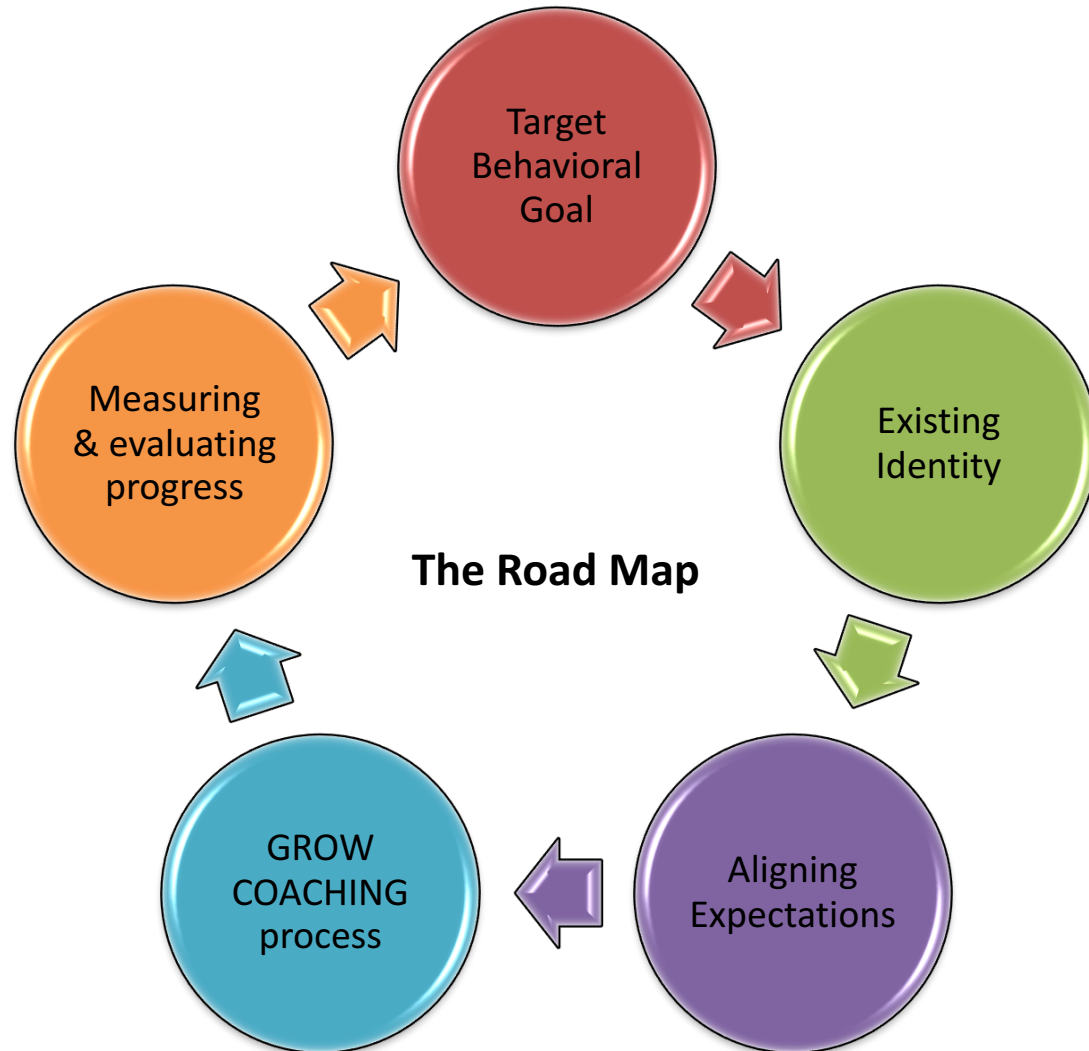 Target
Behavioral
Goal
Existing
Identity
Aligning
Expectations
GROW
COACHING
process
Measuring
& evaluating
progress
The Road Map